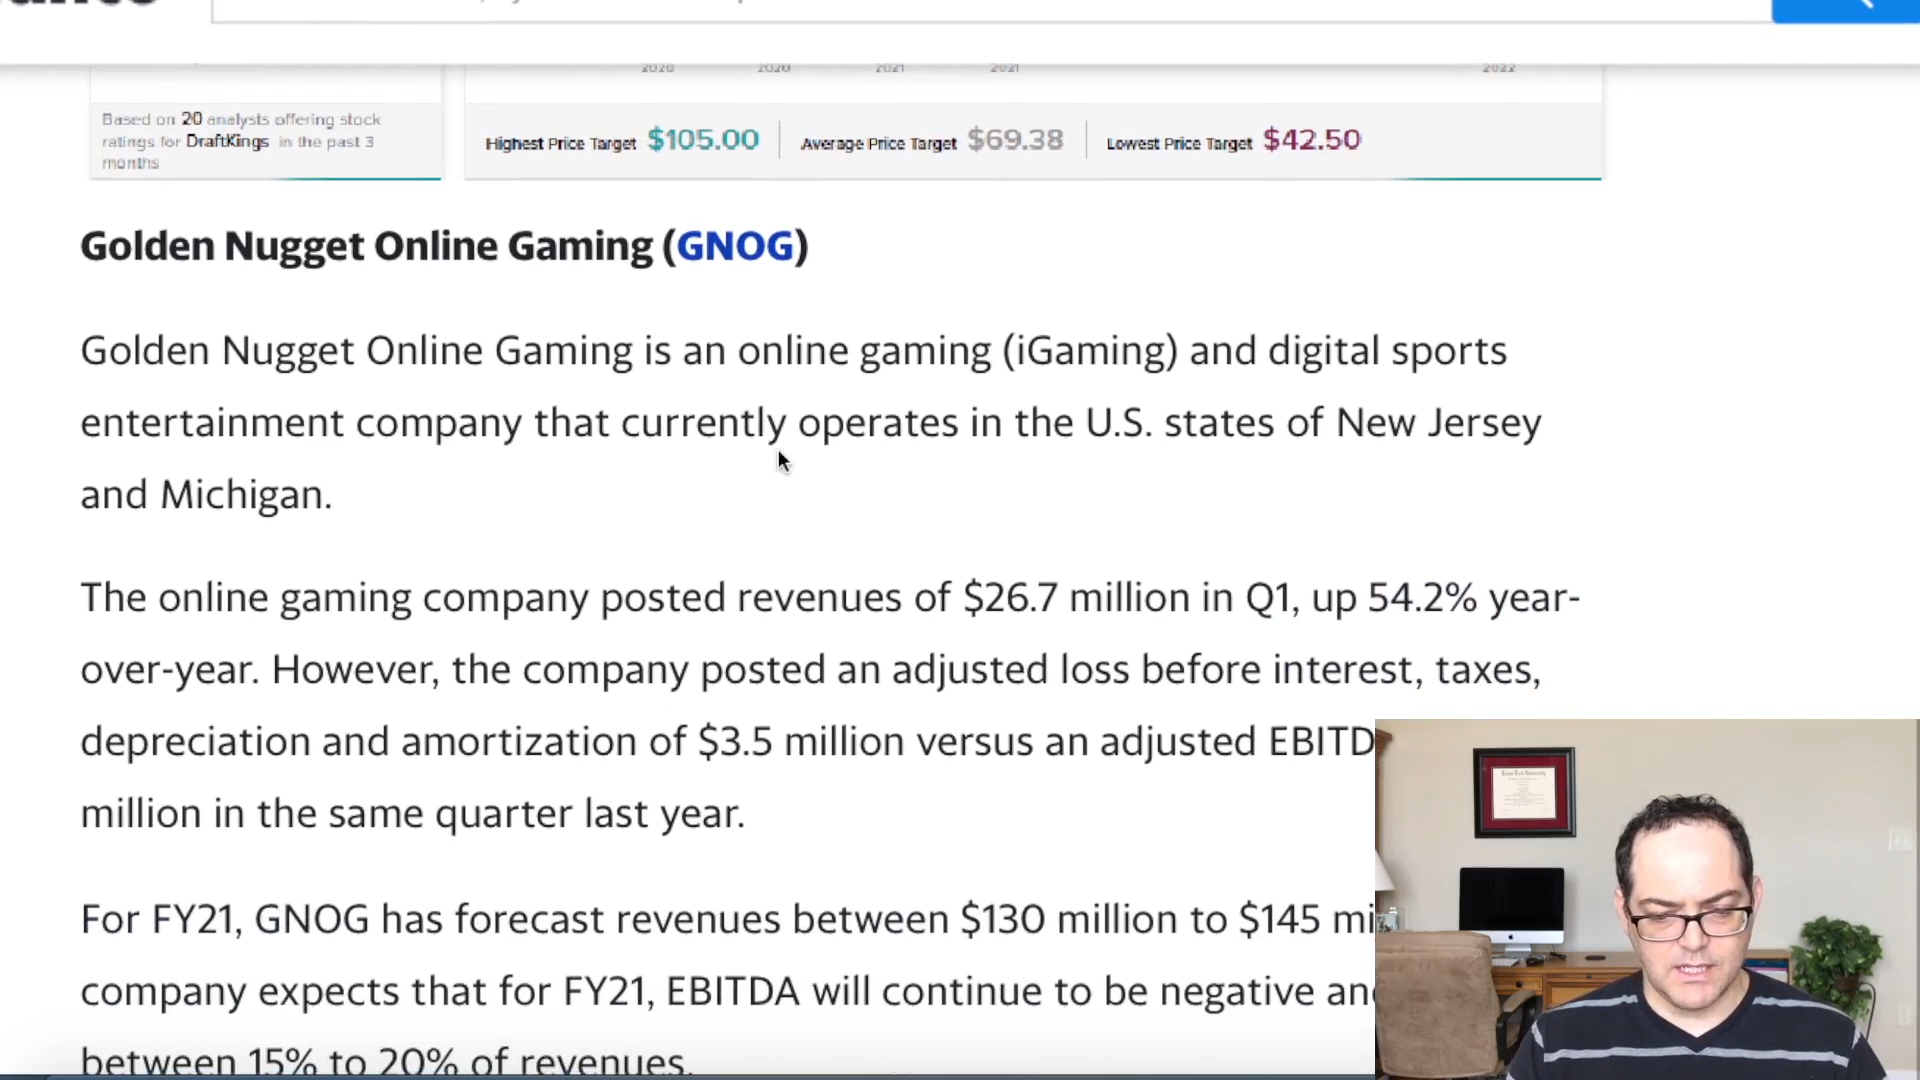 2020 2020 2021 2021 2022
Based on 20 analysts offering stock
ratings for DraftKings in the past 3
months
Highest Price Target $105.00 Average Price Target $69.38 Lowest Price Target $42.50
Golden Nugget Online Gaming (GNOG)
Golden Nugget Online Gaming is an online gaming (iGaming) and digital sports
entertainment company that currently operates in the U.S. states of New Jersey
and Michigan.
The online gaming company posted revenues of $26.7 million in Q1, up 54.2% year-
over-year. However, the company posted an adjusted loss before interest, taxes,
depreciation and amortization of $3.5 million versus an adjusted EBITD
million in the same quarter last year.
For FY21, GNOG has forecast revenues between $130 million to $145 mi
company expects that for FY21, EBITDA will continue to be negative an
between 15% to 20% of revenues.